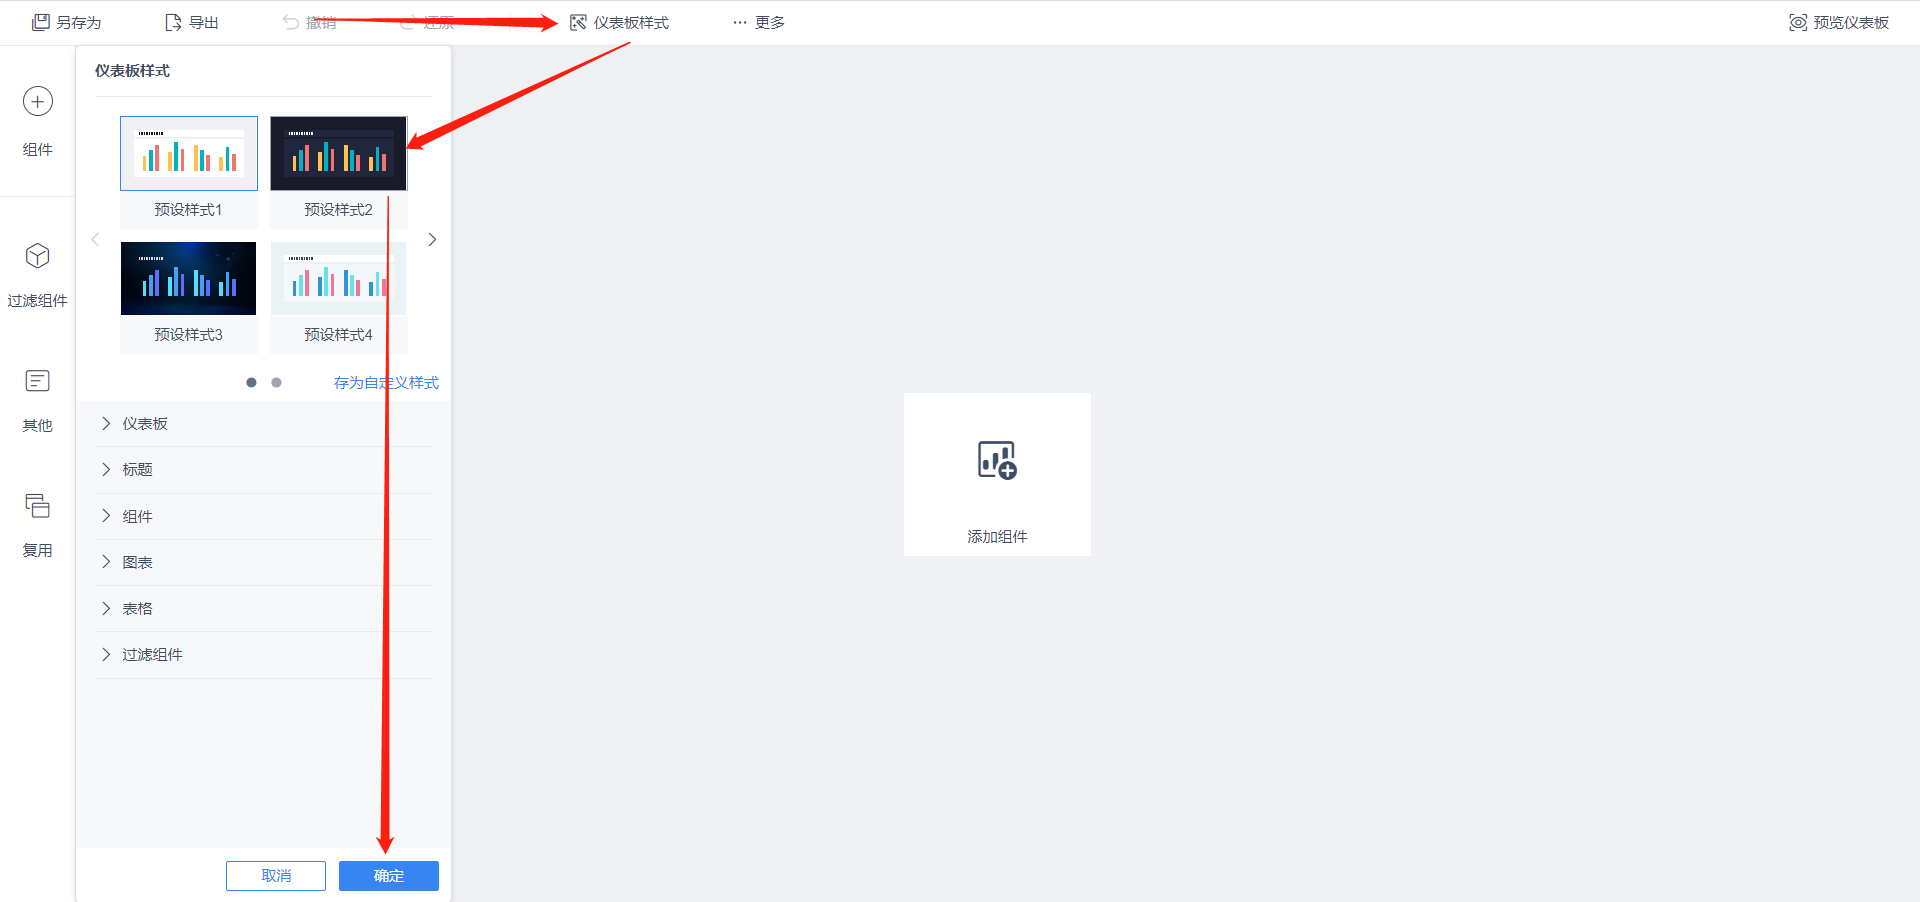 另存为
导出
撤销
还原
仪表板样式
更多
预览仪表板
组件
过滤组件
其他
复用
仪表板样式
预设样式1
预设样式2
预设样式3
预设样式4
存为自定义样式
仪表板
标题
组件
图表
表格
过滤组件
取消
确定
添加组件